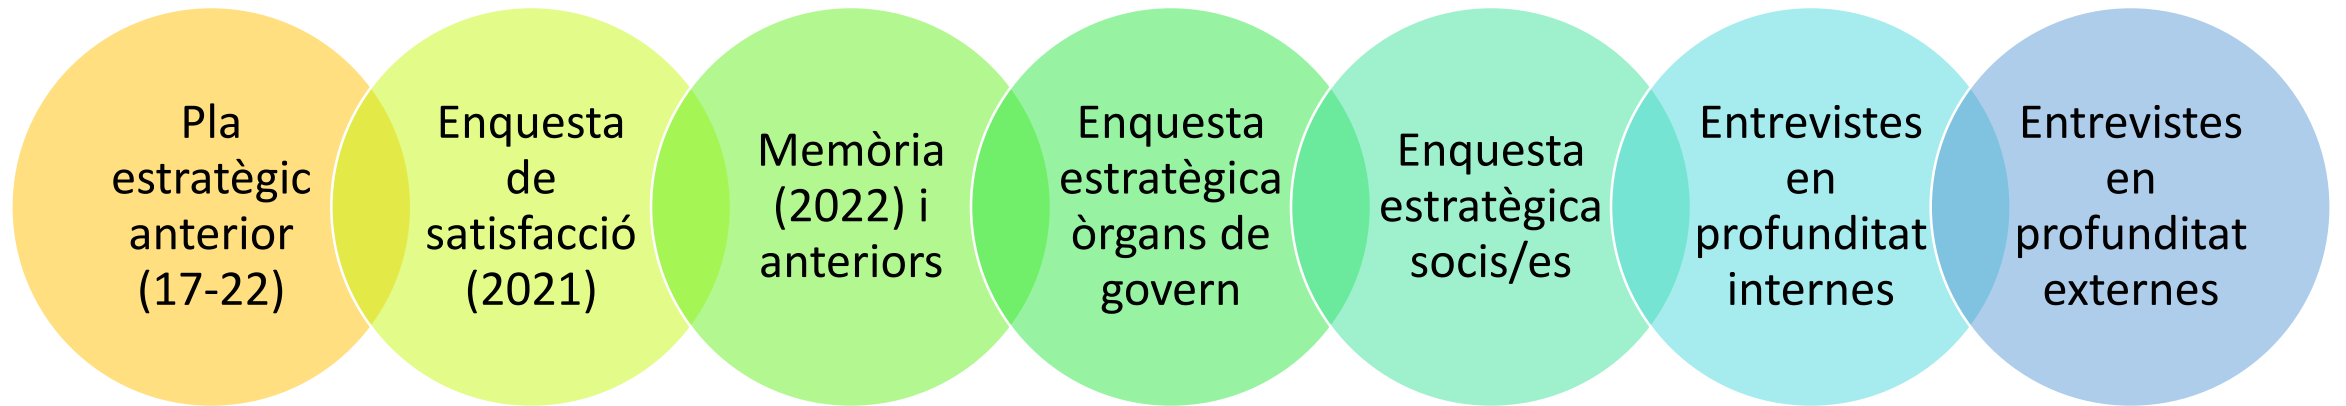 Pla
estratègic
anterior
(17-22)
Enquesta
de
satisfacció
(2021)
Memòria
(2022) i
anteriors
Enquesta
estratègica
òrgans de
govern
Enquesta
estratègica
socis/es
Entrevistes
en
profunditat
internes
Entrevistes
en
profunditat
externes